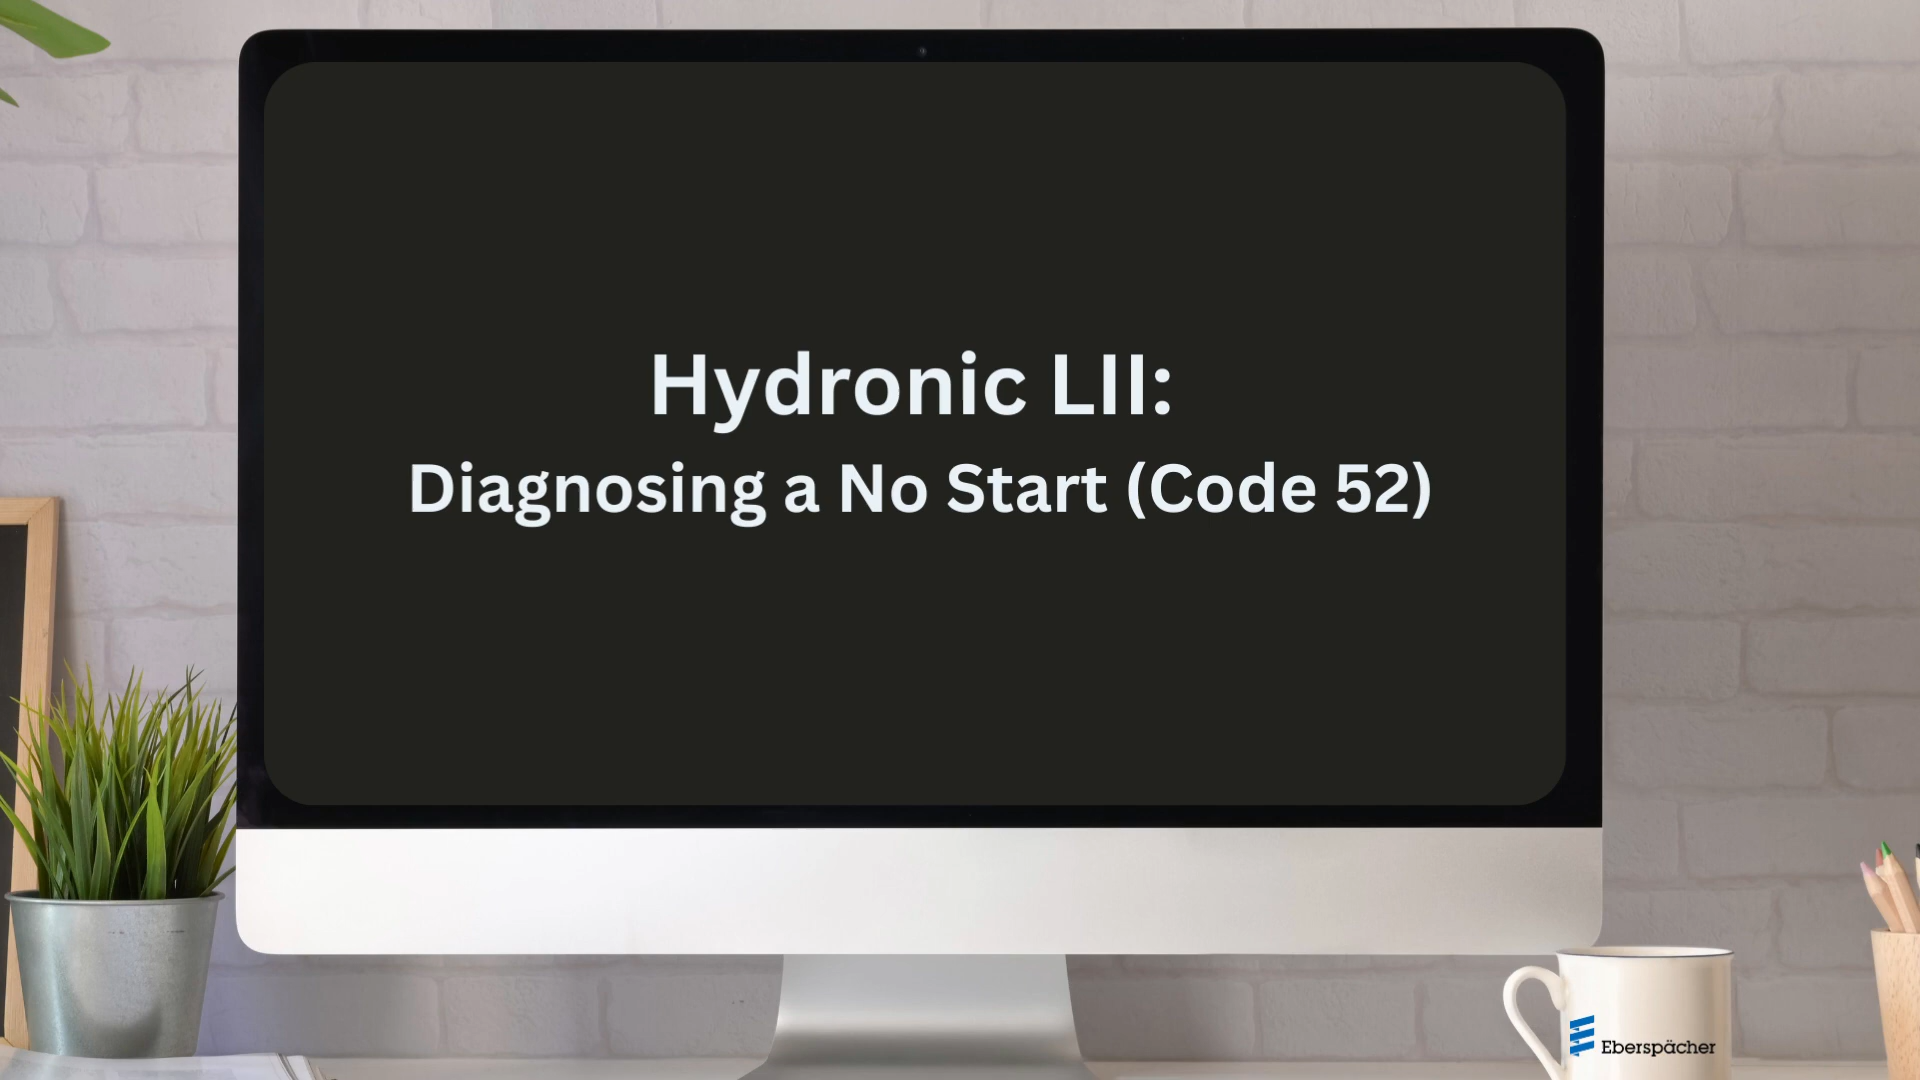 Hydronic LII:
Diagnosing a No Start (Code 52)
Eberspächer